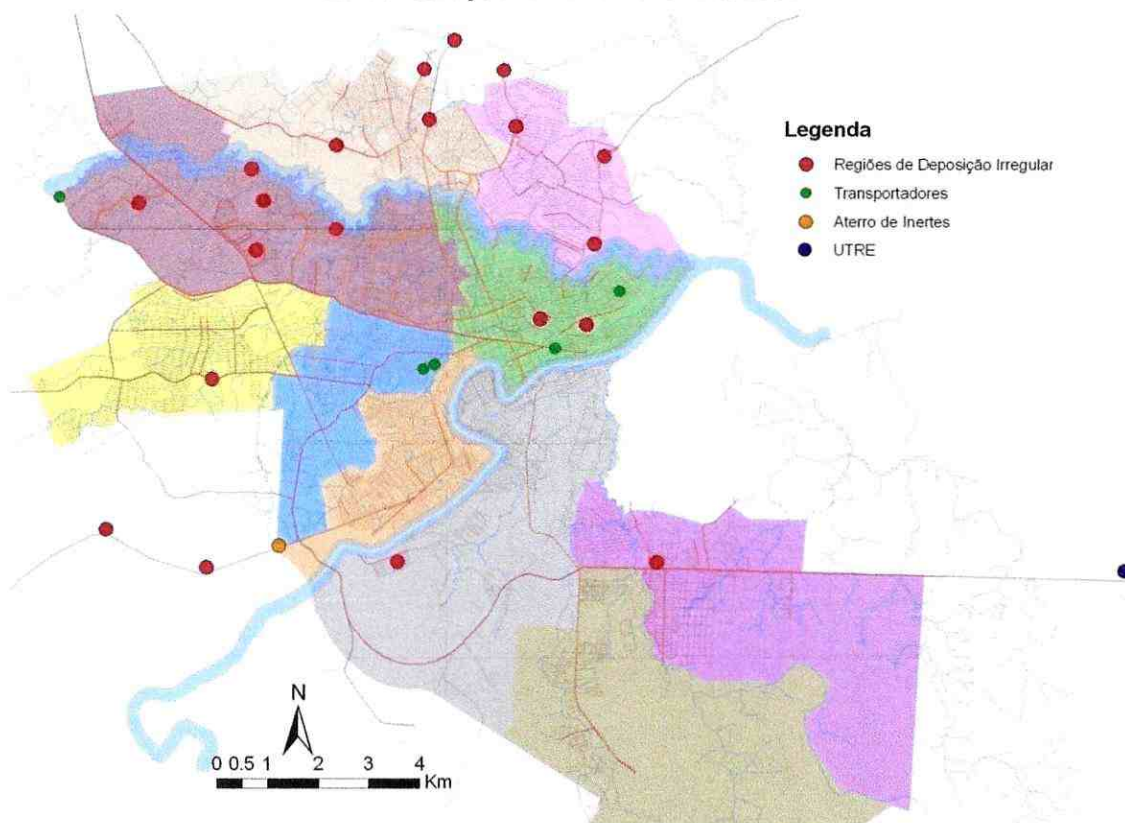 Legenda
Regiões de Deposição Irregular
Transportadores
Aterro de Inertes
UTRE
N
0 0.5 1 2 3 4
Km